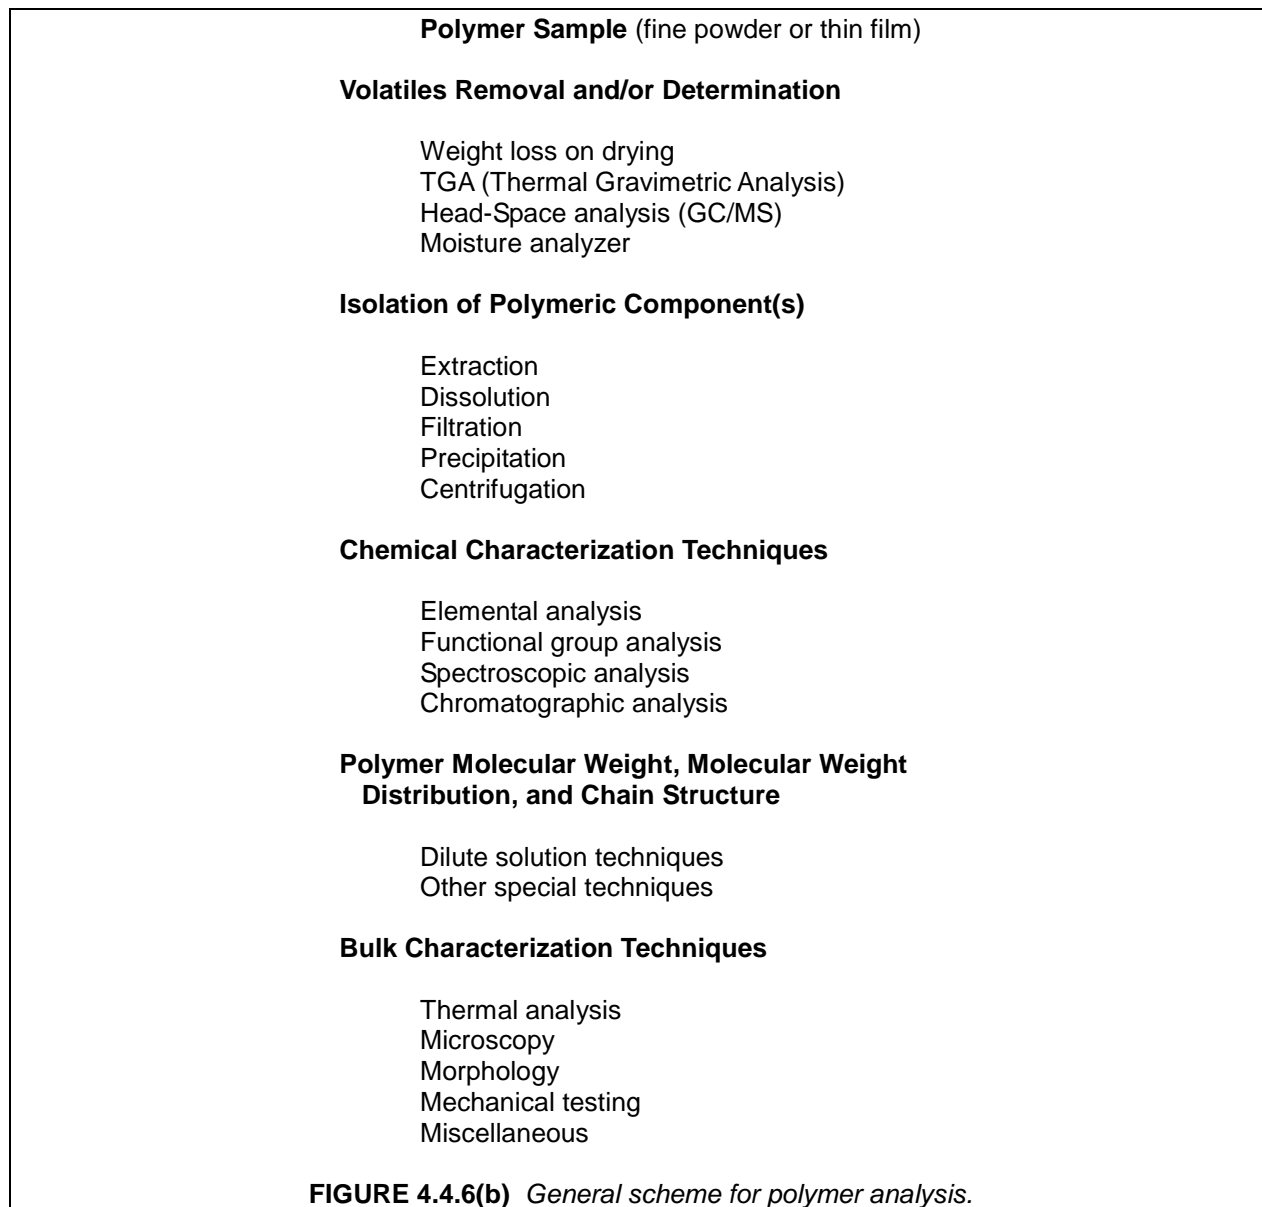 Polymer Sample (fine powder or thin film)
Volatiles Removal and/or Determination
Weight loss on drying
TGA (Thermal Gravimetric Analysis)
Head-Space analysis (GC/MS)
Moisture analyzer
Isolation of Polymeric Component(s)
Extraction
Dissolution
Filtration
Precipitation
Centrifugation
Chemical Characterization Techniques
Elemental analysis
Functional group analysis
Spectroscopic analysis
Chromatographic analysis
Polymer Molecular Weight, Molecular Weight
Distribution, and Chain Structure
Dilute solution techniques
Other special techniques
Bulk Characterization Techniques
Thermal analysis
Microscopy
Morphology
Mechanical testing
Miscellaneous
FIGURE 4.4.6(b) General scheme for polymer analysis.